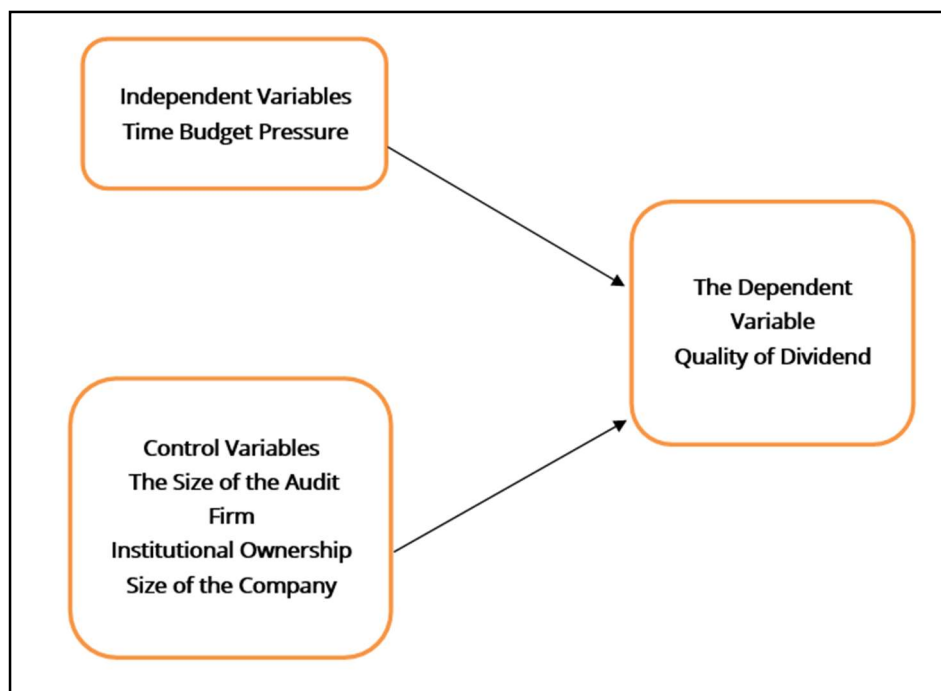 Independent Variables
Time Budget Pressure
The Dependent
Variable
Quality of Dividend
Control Variables
The Size of the Audit
Firm
Institutional Ownership
Size of the Company